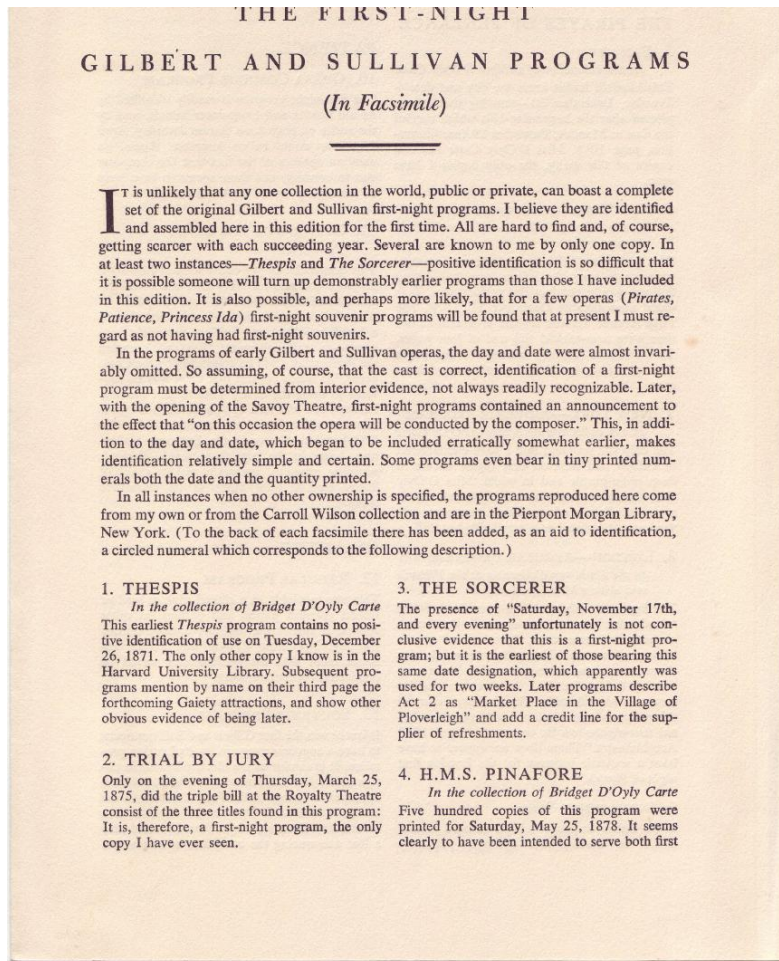 THE FIRST-NIGHT
GILBERT AND SULLIVAN PROGRAMS
(In Facsimile)
IT is unlikely that any one collection in the world, public or private, can boast a complete
set of the original Gilbert and Sullivan first-night programs. I believe they are identified
and assembled here in this edition for the first time. All are hard to find and, of course,
getting scarcer with each succeeding year. Several are known to me by only one copy. In
at least two instances—Thespis and The Sorcerer—positive identification is so difficult that
it is possible someone will turn up demonstrably earlier programs than those I have included
in this edition. It is also possible, and perhaps more likely, that for a few operas (Pirates,
Patience, Princess Ida) first-night souvenir programs will be found that at present I must re-
gard as not having had first-night souvenirs.
In the programs of early Gilbert and Sullivan operas, the day and date were almost invari-
ably omitted. So assuming, of course, that the cast is correct, identification of a first-night
program must be determined from interior evidence, not always readily recognizable. Later,
with the opening of the Savoy Theatre, first-night programs contained an announcement to
the effect that “on this occasion the opera will be conducted by the composer.” This, in addi-
tion to the day and date, which began to be included erratically somewhat earlier, makes
identification relatively simple and certain. Some programs even bear in tiny printed num-
erals both the date and the quantity printed.
In all instances when no other ownership is specified, the programs reproduced here come
from my own or from the Carroll Wilson collection and are in the Pierpont Morgan Library,
New York. (To the back of each facsimile there has been added, as an aid to identification,
a circled numeral which corresponds to the following description.)
1. THESPIS
In the collection of Bridget D'Oyly Carte
This earliest Thespis program contains no posi-
tive identification of use on Tuesday, December
26, 1871. The only other copy I know is in the
Harvard University Library. Subsequent pro-
grams mention by name on their third page the
forthcoming Gaiety attractions, and show other
obvious evidence of being later.
2. TRIAL BY JURY
Only on the evening of Thursday, March 25,
1875, did the triple bill at the Royalty Theatre
consist of the three titles found in this program:
It is, therefore, a first-night program, the only
copy I have ever seen.
3. THE SORCERER
The presence of “Saturday, November 17th,
and every evening” unfortunately is not con-
clusive evidence that this is a first-night pro-
gram; but it is the earliest of those bearing this
same date designation, which apparently was
used for two weeks. Later programs describe
Act 2 as “Market Place in the Village of
Ploverleigh” and add a credit line for the sup-
plier of refreshments.
4. H.M.S. PINAFORE
In the collection of Bridget D'Oyly Carte
Five hundred copies of this program were
printed for Saturday, May 25, 1878. It seems
clearly to have been intended to serve both first